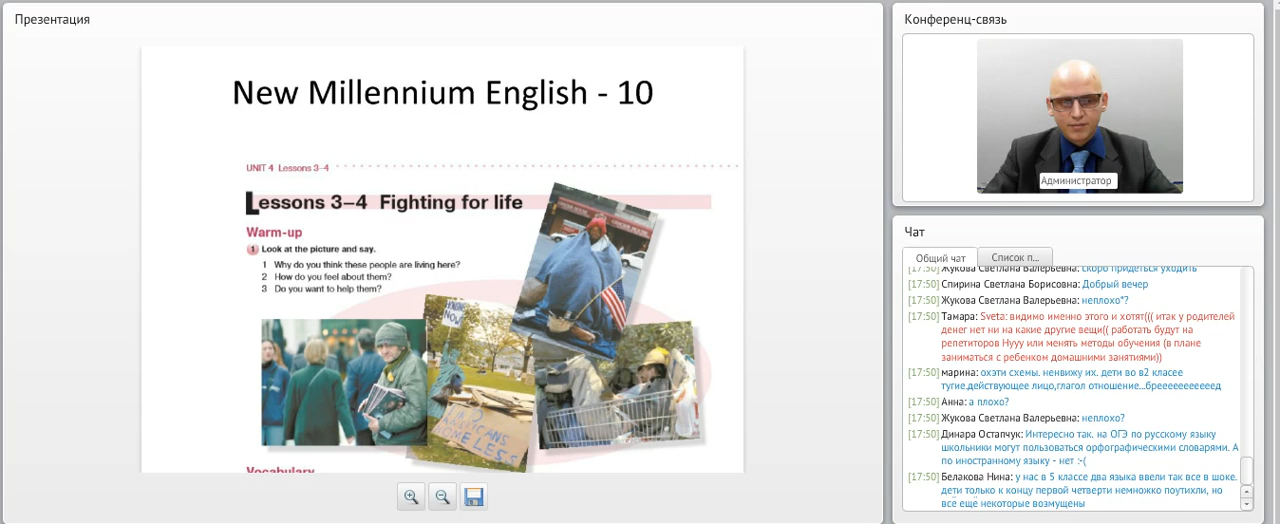 Презентация
New Millennium English - 10
UNIT 4 Lessons 3–4
Lessons 3–4 Fighting for life
Warm-up
1 Look at the picture and say.
1 Why do you think these people are living here?
2 How do you feel about them?
3 Do you want to help them?
HOMELESS
Vocabulary
Конференц-связь
Администратор
Чат
Общий чат
Список п...
[17:50] Жукова Светлана Валерьевна: скоро придеться уходить
[17:50] Спирина Светлана Борисовна: Добрый вечер
[17:50] Жукова Светлана Валерьевна: неплохо*?
[17:50] Тамара: Sveta: видимо именно этого и хотят((( итак у родителей
денег нет ни на какие другие вещи(( работать будут на
репетиторов Нууу или менять методы обучения (в плане
заниматься с ребенком домашними занятиями))
[17:50] марина: охэти схемы. ненвижу их. дети во в2 класее
тугие.действующее лицо,глагол отношение...бреееееееееед
[17:50] Анна: а плохо?
[17:50] Жукова Светлана Валерьевна: неплохо?
[17:50] Динара Остапчук: Интересно так. на ОГЭ по русскому языку
школьники могут пользоваться орфографическими словарями. А
по иностранному языку - нет :-(
[17:50] Белакова Нина: у нас в 5 классе два языка ввели так все в шоке.
дети только к концу первой четверти немножко поутихли, но
всё ещё некоторые возмущены